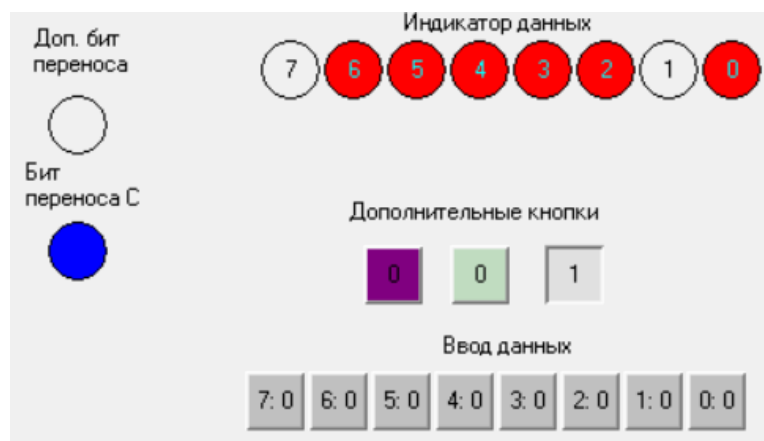 Индикатор данных
Доп. бит
переноса
7 6 5 4 3 2 1 0
Бит
переноса С
Дополнительные кнопки
0 0 1
Ввод данных
7: 0 6: 0 5: 0 4: 0 3: 0 2: 0 1: 0 0: 0